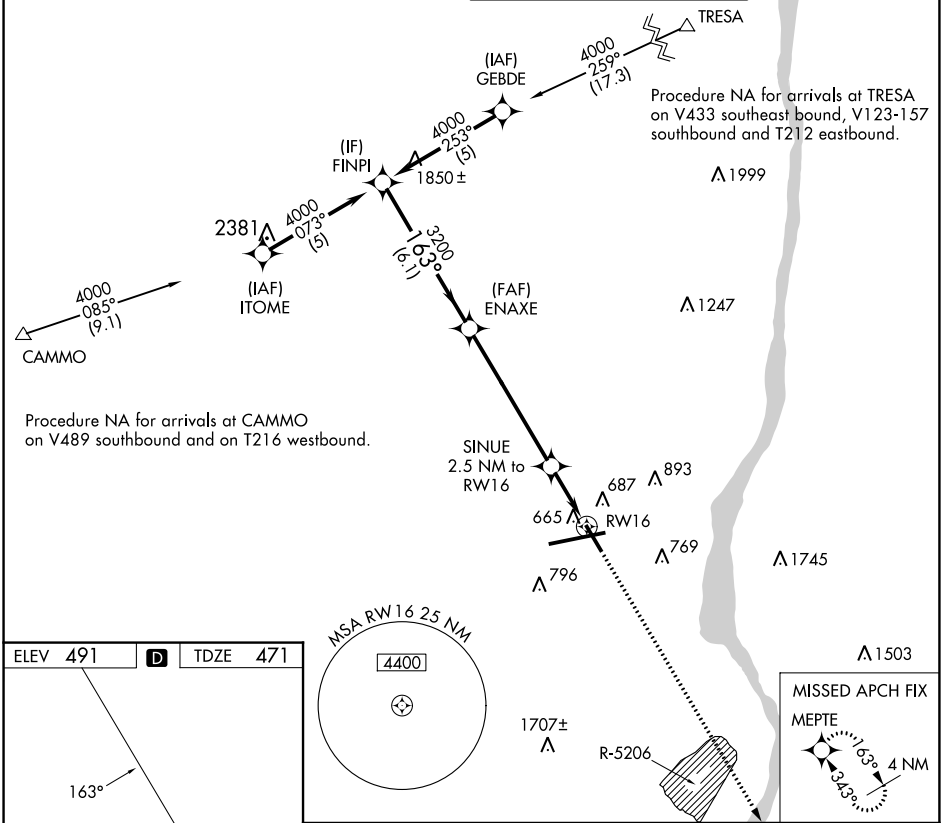 TRESA
4000
259°
(17.3)
(IAF)
GEBDE
Procedure NA for arrivals at TRESA
on V433 southeast bound, V123-157
southbound and T212 eastbound.
4000
253°
(5)
(IF)
FINPI
1850 ±
1999
2381
4000
073°
(5)
3200
163°
(6.1)
(IAF)
ITOME
(FAF)
ENAXE
1247
4000
085°
(9.1)
CAMMO
Procedure NA for arrivals at CAMMO
on V489 southbound and on T216 westbound.
SINUE
2.5 NM to
RW16
893
687
665
RW16
769
1745
796
MSA RW16 25 NM
4400
ELEV 491 D TDZE 471
163°
1503
1707±
R-5206
MISSED APCH FIX
MEPTE
163°
4 NM
343°